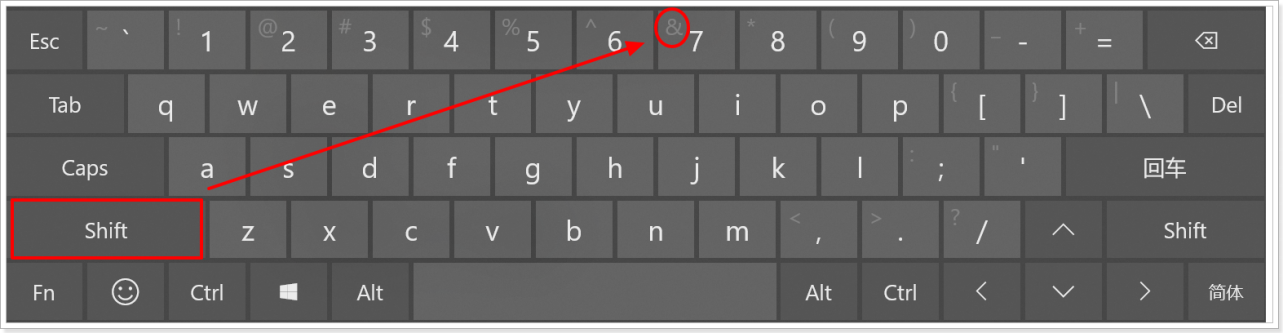 Esc ~ ` ! 1 @ 2 # 3 $ 4 % 5 ^ 6 & 7 * 8 ( 9 ) 0 _ - + =
Tab q w e r t y u i o p { [ } ] | \ Del
Caps a s d f g h j k l : ; " ' 回车
Shift z x c v b n m < , > . ? / Shift
Fn Ctrl Alt Alt Ctrl 简体